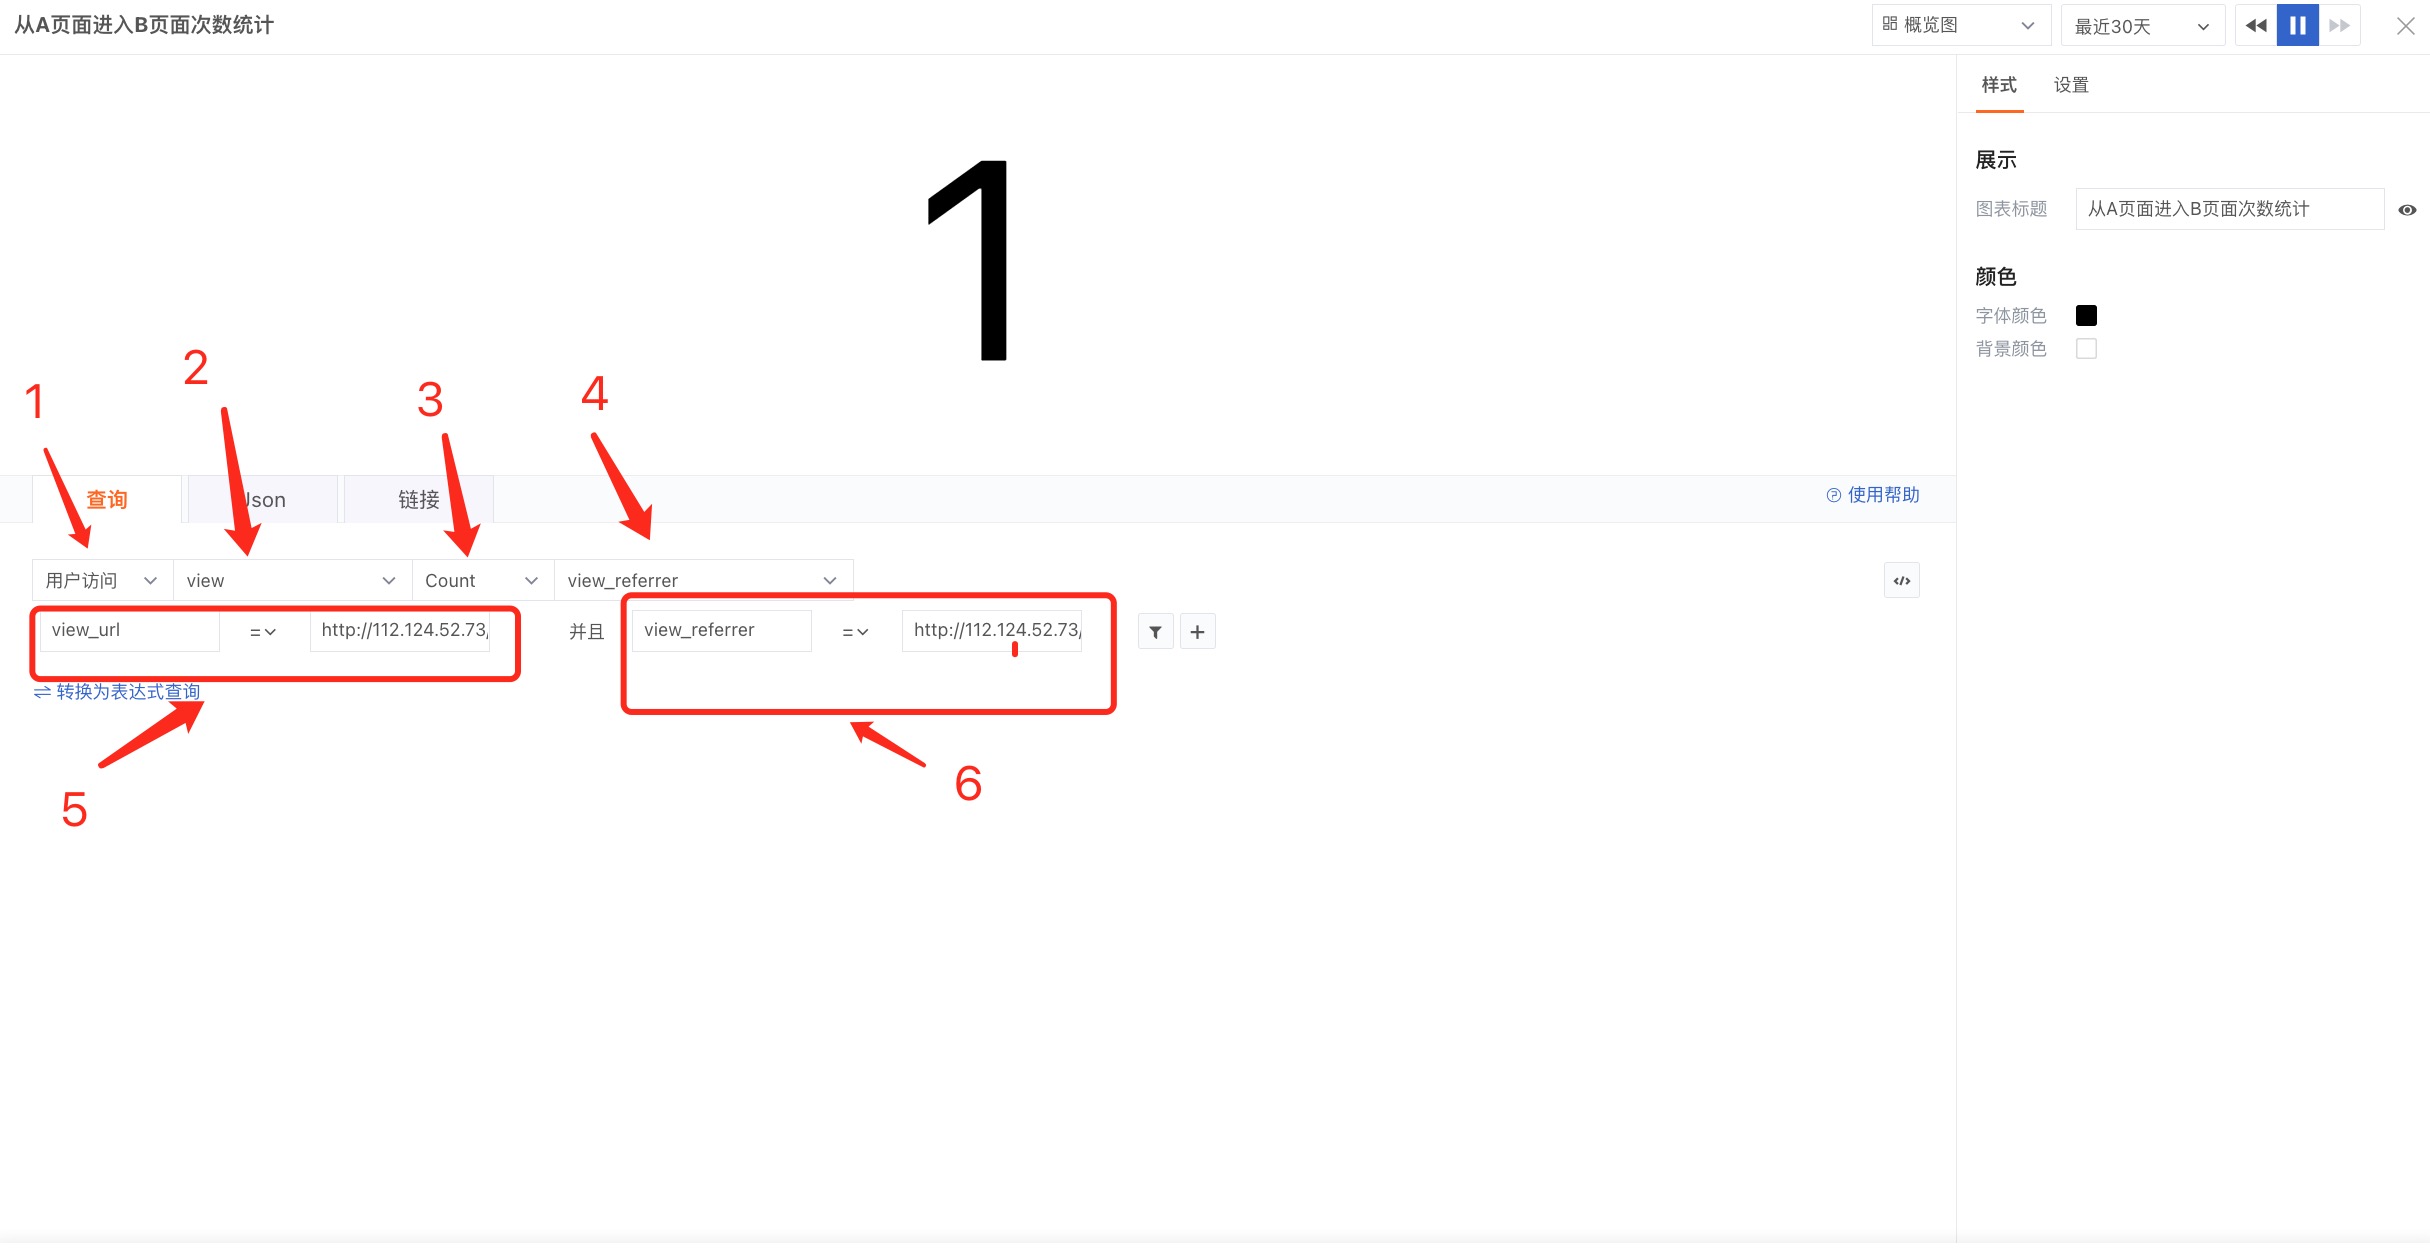 从A页面进入B页面次数统计
概览图
最近30天
样式
设置
展示
图表标题
从A页面进入B页面次数统计
颜色
字体颜色
背景颜色
1
1
2
3
4
查询
Json
链接
使用帮助
用户访问
view
Count
view_referrer
view_url
=
http://112.124.52.73/
并且
view_referrer
=
http://112.124.52.73/
转换为表达式查询
5
6